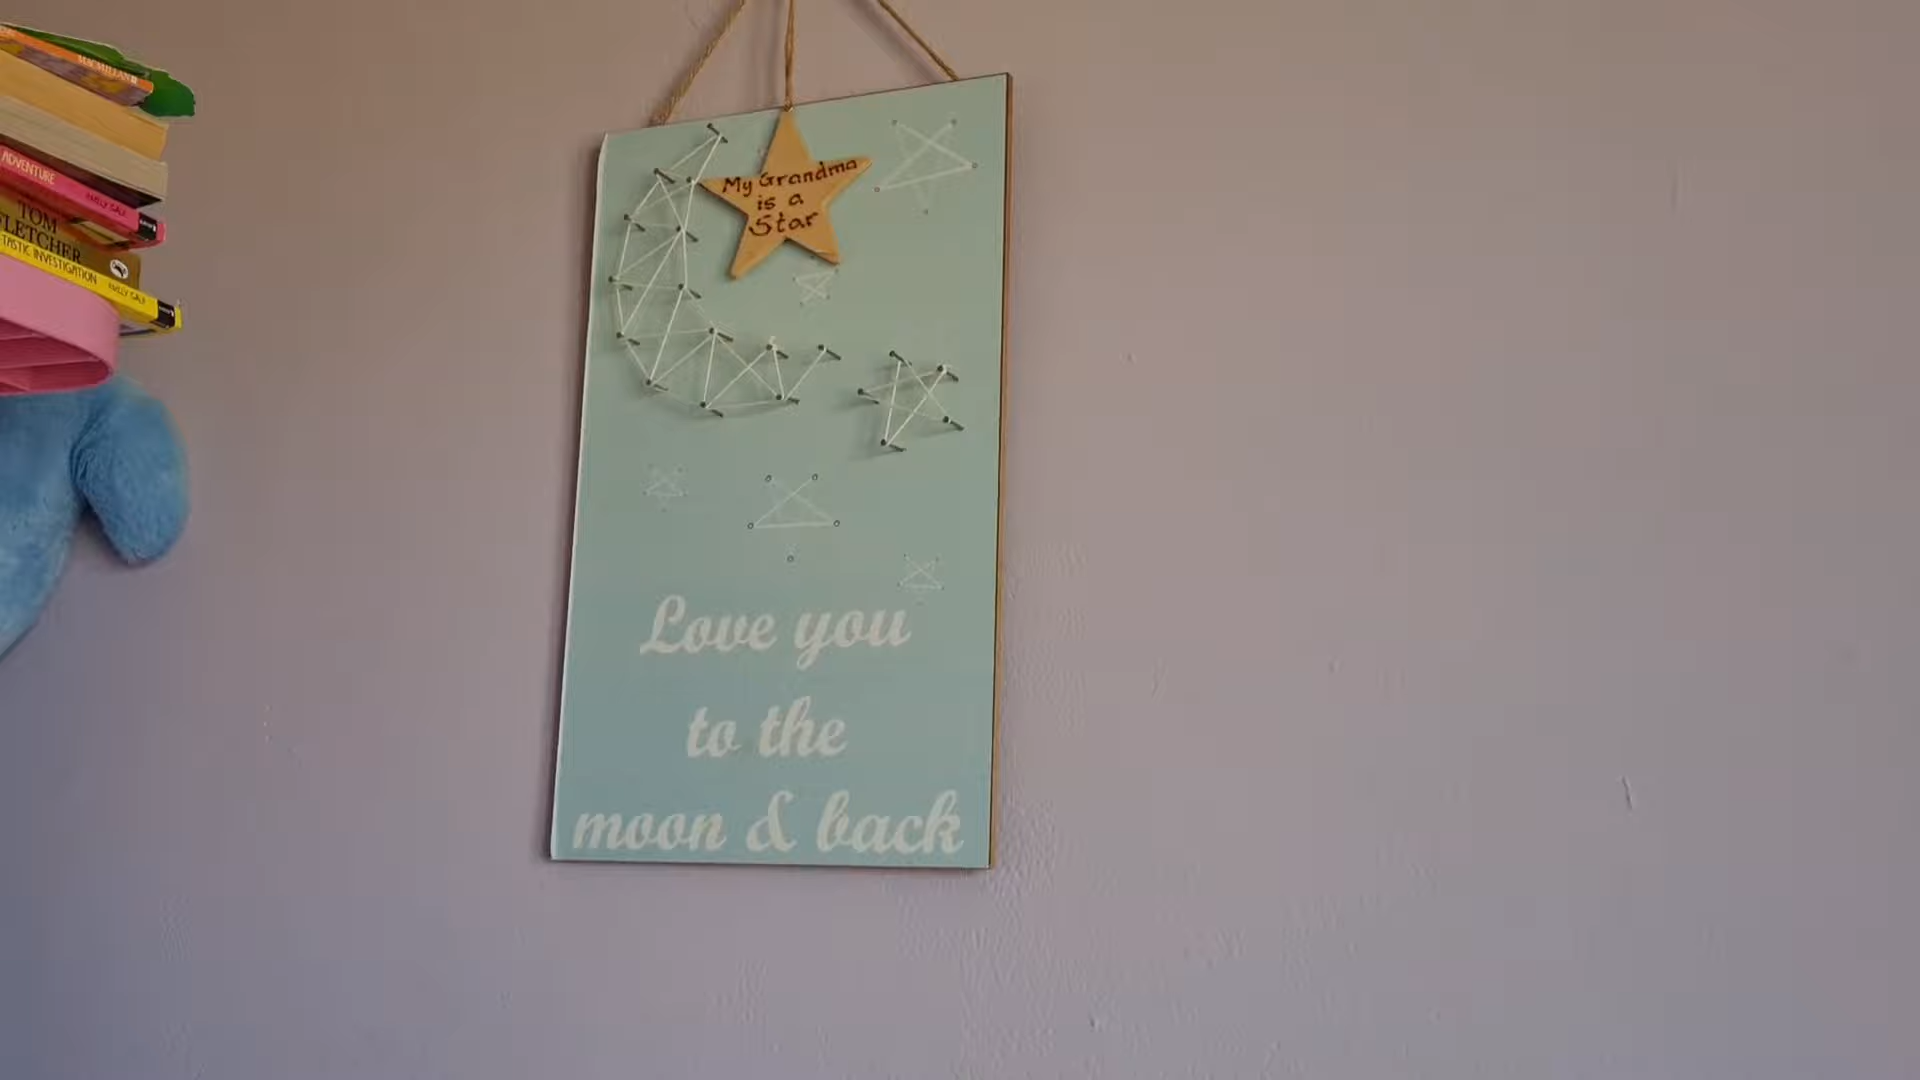 MACMILLAN
ADVENTURE
TOM
FLETCHER
-TASTIC INVESTIGATION
My Grandma
is a
Star
Love you
to the
moon & back